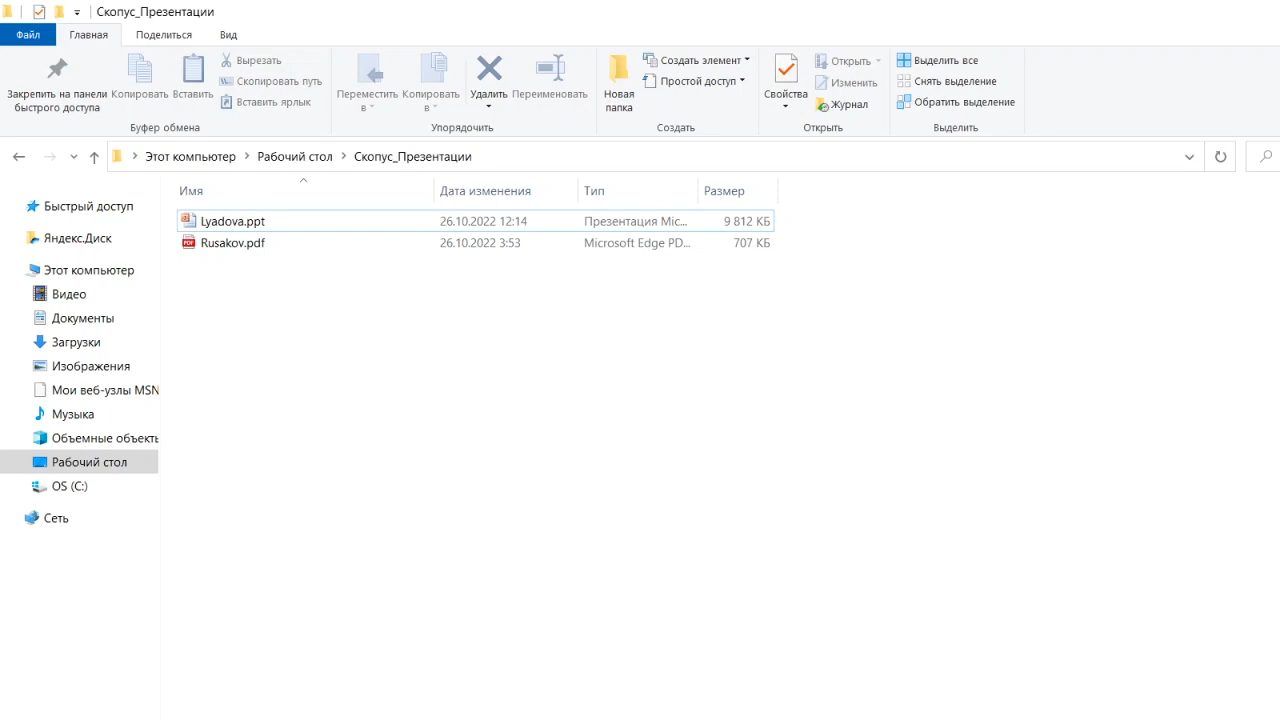 Скопус_Презентации
Файл Главная Поделиться Вид
Закрепить на панели быстрого доступа
Копировать
Вставить
Вырезать
Скопировать путь
Вставить ярлык
Буфер обмена
Переместить в
Копировать в
Удалить
Переименовать
Упорядочить
Новая папка
Создать элемент
Простой доступ
Создать
Свойства
Открыть
Изменить
Журнал
Открыть
Выделить все
Снять выделение
Обратить выделение
Выделить
Этот компьютер > Рабочий стол > Скопус_Презентации
Имя Дата изменения Тип Размер
Lyadova.ppt 26.10.2022 12:14 Презентация Mic... 9 812 КБ
Rusakov.pdf 26.10.2022 3:53 Microsoft Edge PD... 707 КБ
Быстрый доступ
Яндекс.Диск
Этот компьютер
Видео
Документы
Загрузки
Изображения
Мои веб-узлы MSN
Музыка
Объемные объекты
Рабочий стол
OS (C:)
Сеть